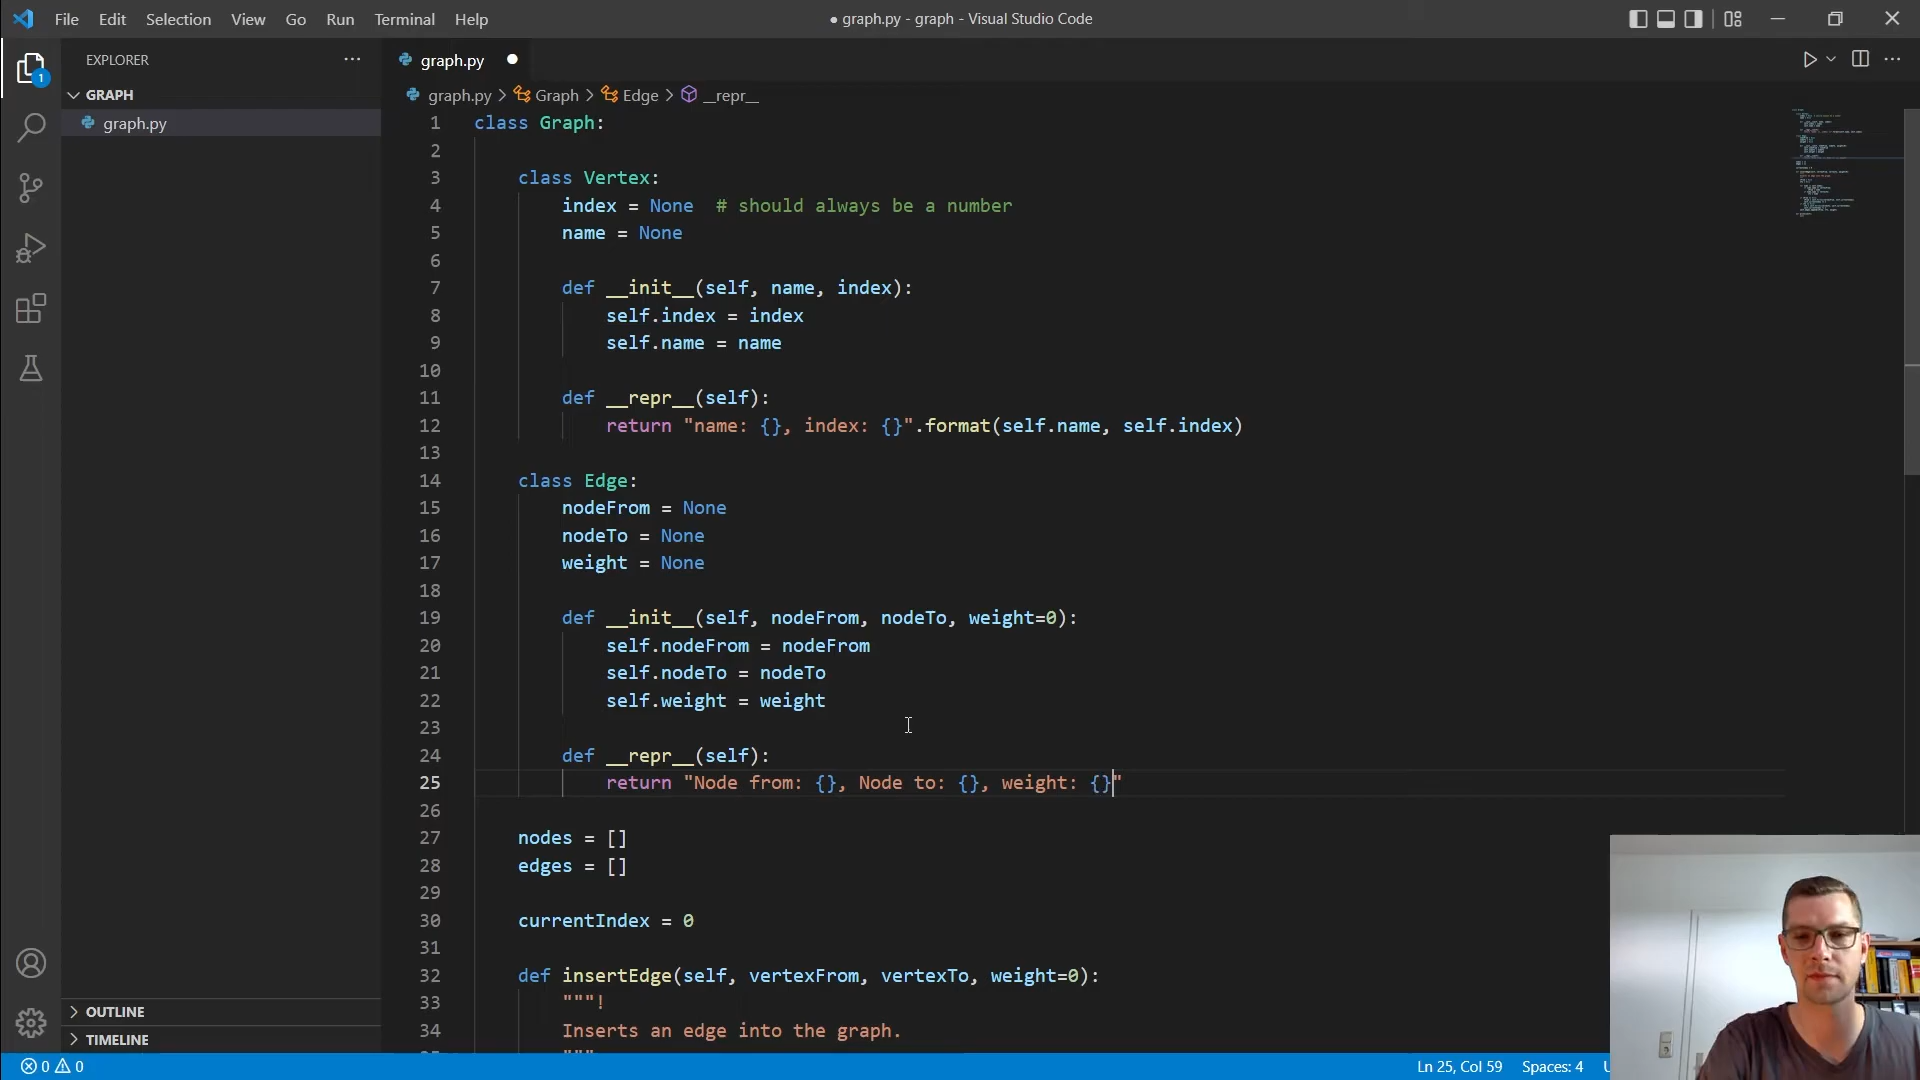 File Edit Selection View Go Run Terminal Help
● graph.py - graph - Visual Studio Code
EXPLORER
1
GRAPH
graph.py
OUTLINE
TIMELINE
graph.py
graph.py > Graph > Edge > __repr__
1 class Graph:
2
3 class Vertex:
4 index = None # should always be a number
5 name = None
6
7 def __init__(self, name, index):
8 self.index = index
9 self.name = name
10
11 def __repr__(self):
12 return "name: {}, index: {}".format(self.name, self.index)
13
14 class Edge:
15 nodeFrom = None
16 nodeTo = None
17 weight = None
18
19 def __init__(self, nodeFrom, nodeTo, weight=0):
20 self.nodeFrom = nodeFrom
21 self.nodeTo = nodeTo
22 self.weight = weight
23
24 def __repr__(self):
25 return "Node from: {}, Node to: {}, weight: {}"
26
27 nodes = []
28 edges = []
29
30 currentIndex = 0
31
32 def insertEdge(self, vertexFrom, vertexTo, weight=0):
33 """!
34 Inserts an edge into the graph.
"""
0 0
Ln 25, Col 59 Spaces: 4